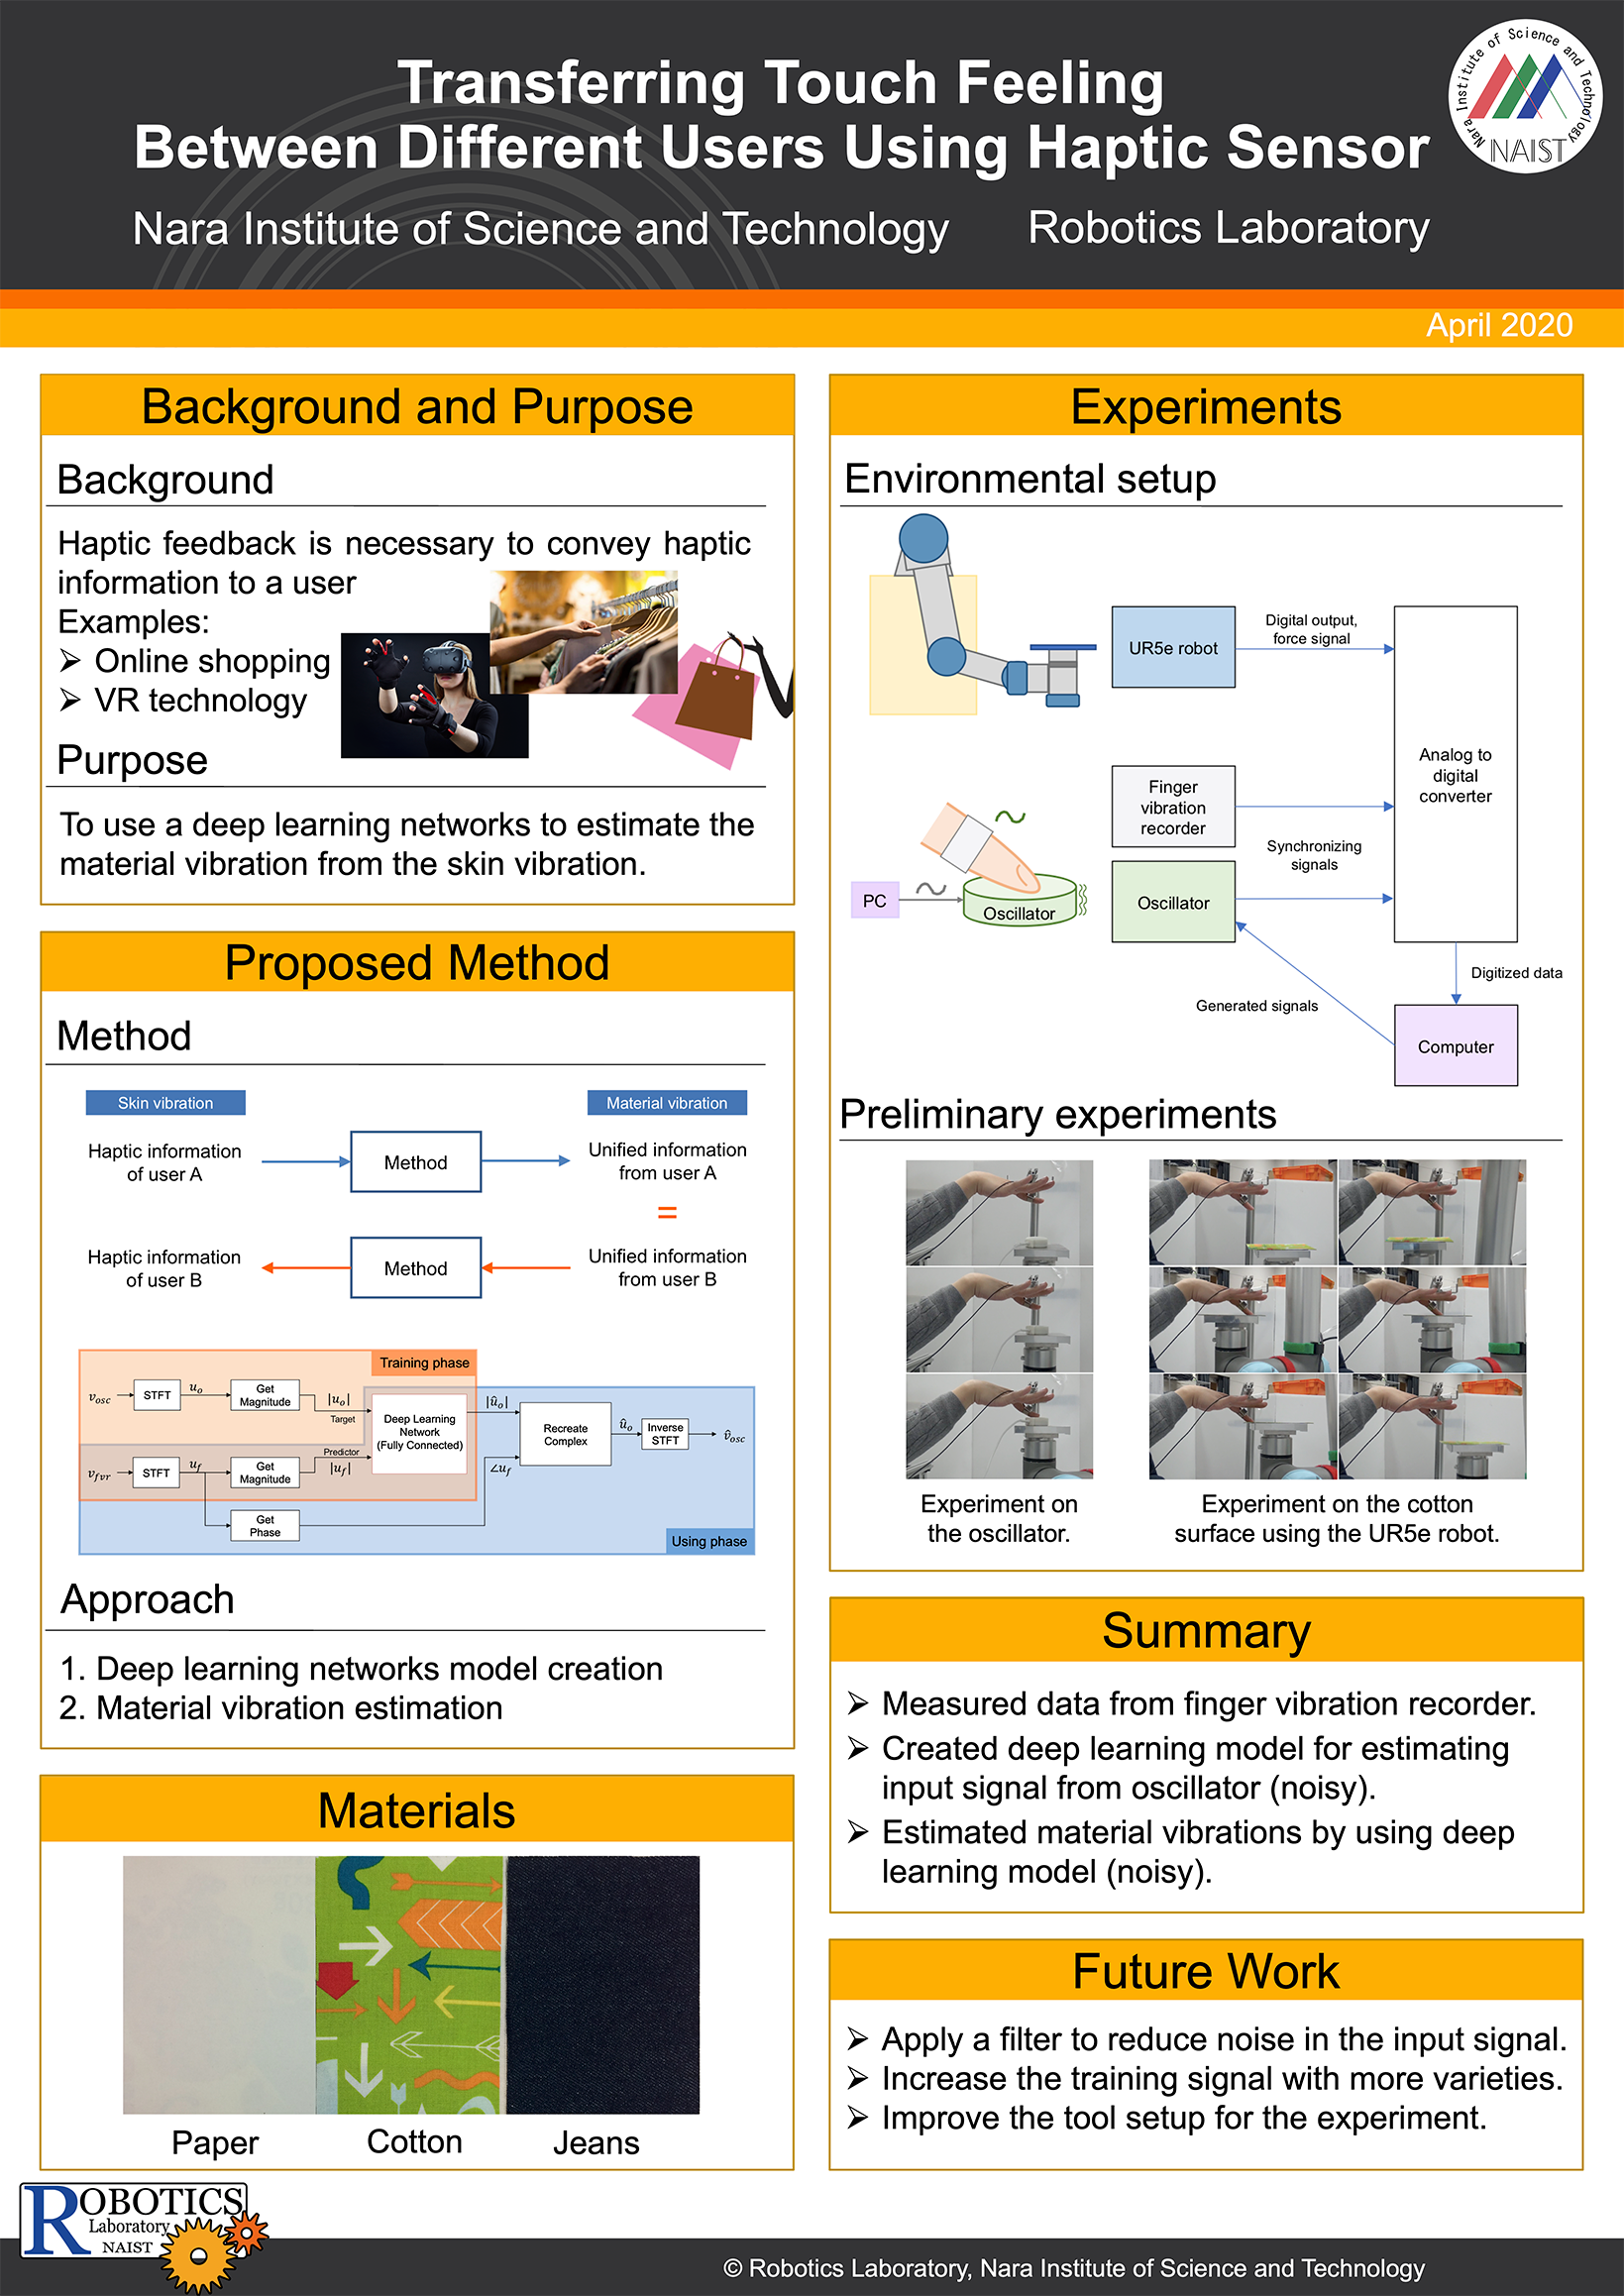 Transferring Touch Feeling
Between Different Users Using Haptic Sensor
Nara Institute of Science and Technology
Robotics Laboratory
Nara Institute of Science and Technology
NAIST
April 2020
Background and Purpose
Background
Haptic feedback is necessary to convey haptic
information to a user
Examples:
➢ Online shopping
➢ VR technology
Purpose
To use a deep learning networks to estimate the
material vibration from the skin vibration.
Proposed Method
Method
Skin vibration
Material vibration
Haptic information
of user A
Method
Unified information
from user A
=
Haptic information
of user B
Method
Unified information
from user B
Training phase
v_osc
STFT
u_o
Get
Magnitude
|u_o|
Target
Deep Learning
Network
(Fully Connected)
|û_o|
Recreate
Complex
û_o
Inverse
STFT
v̂_osc
v_fvr
STFT
u_f
Get
Magnitude
Predictor
|u_f|
∠u_f
Get
Phase
Using phase
Approach
1. Deep learning networks model creation
2. Material vibration estimation
Materials
Paper
Cotton
Jeans
Experiments
Environmental setup
UR5e robot
Digital output,
force signal
Analog to
digital
converter
Finger
vibration
recorder
Synchronizing
signals
PC
Oscillator
Oscillator
Digitized data
Generated signals
Computer
Preliminary experiments
Experiment on
the oscillator.
Experiment on the cotton
surface using the UR5e robot.
Summary
➢ Measured data from finger vibration recorder.
➢ Created deep learning model for estimating
input signal from oscillator (noisy).
➢ Estimated material vibrations by using deep
learning model (noisy).
Future Work
➢ Apply a filter to reduce noise in the input signal.
➢ Increase the training signal with more varieties.
➢ Improve the tool setup for the experiment.
ROBOTICS
Laboratory
NAIST
© Robotics Laboratory, Nara Institute of Science and Technology